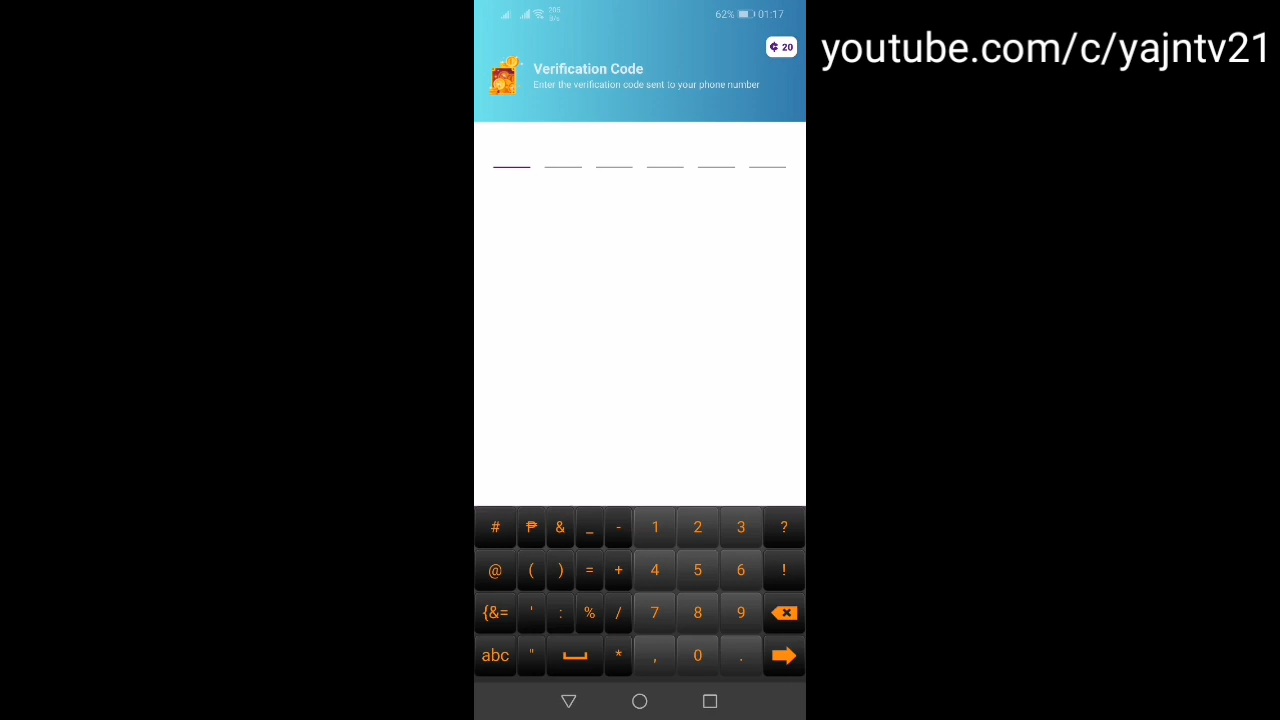 205
B/s
62% 01:17
youtube.com/c/yajntv21
¢ 20
Verification Code
Enter the verification code sent to your phone number
# ₱ & _ - 1 2 3 ?
@ ( ) = + 4 5 6 !
{&= ' : % / 7 8 9
abc " * , 0 .